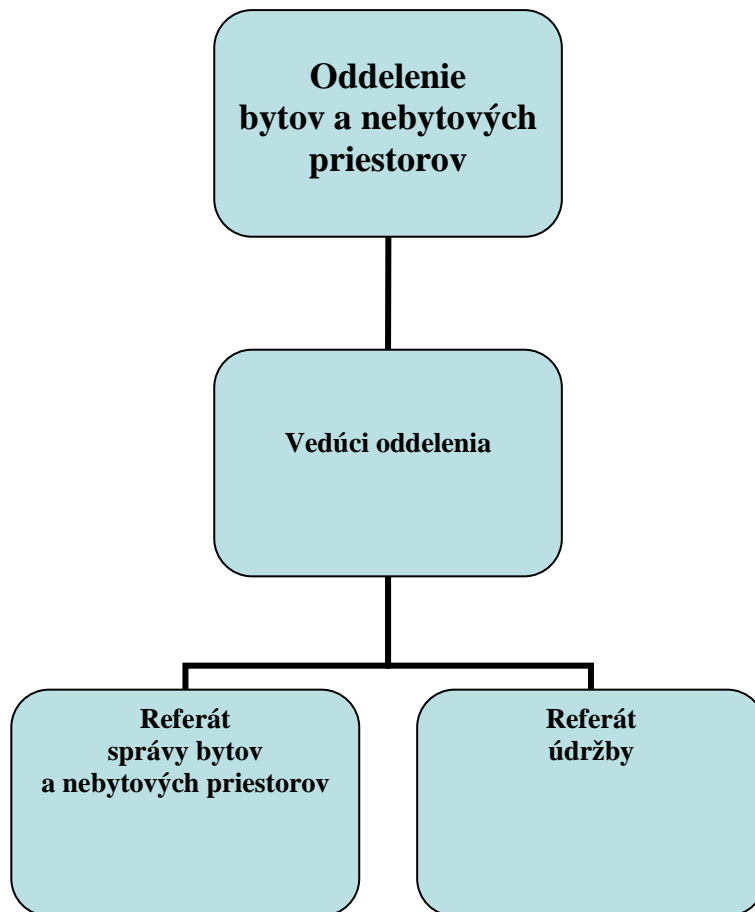 Oddelenie
bytov a nebytových
priestorov
Vedúci oddelenia
Referát
správy bytov
a nebytových priestorov
Referát
údržby